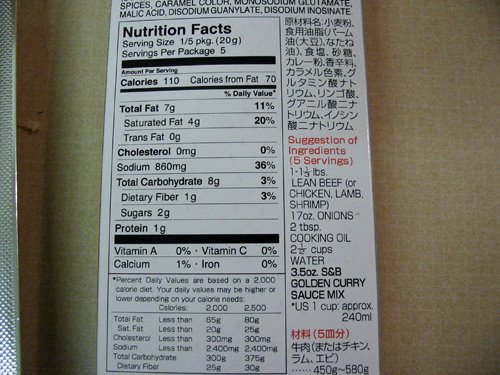 SPICES, CARAMEL COLOR, MONOSODIUM GLUTAMATE,
MALIC ACID, DISODIUM GUANYLATE, DISODIUM INOSINATE.
Nutrition Facts
Serving Size 1/5 pkg. (20g)
Servings Per Package 5
Amount Per Serving
Calories 110 Calories from Fat 70
% Daily Value*
Total Fat 7g 11%
Saturated Fat 4g 20%
Trans Fat 0g
Cholesterol 0mg 0%
Sodium 860mg 36%
Total Carbohydrate 8g 3%
Dietary Fiber 1g 3%
Sugars 2g
Protein 1g
Vitamin A 0% · Vitamin C 0%
Calcium 1% · Iron 0%
*Percent Daily Values are based on a 2,000
calorie diet. Your daily values may be higher or
lower depending on your calorie needs:
Calories: 2,000 2,500
Total Fat Less than 65g 80g
Sat. Fat Less than 20g 25g
Cholesterol Less than 300mg 300mg
Sodium Less than 2,400mg 2,400mg
Total Carbohydrate 300g 375g
Dietary Fiber 25g 30g
原材料名:小麦粉、
食用油脂(パーム
油(大豆)、なたね
油)、食塩、砂糖、
カレー粉、香辛料、
カラメル色素、グ
ルタミン酸ナト
リウム、リンゴ酸、
グアニル酸ニナ
トリウム、イノシン
酸ニナトリウム
Suggestion of
Ingredients
(5 Servings)
1-1½ lbs.
LEAN BEEF (or
CHICKEN, LAMB,
SHRIMP)
17oz. ONIONS
2 tbsp.
COOKING OIL
2½ cups
WATER
3.5oz. S&B
GOLDEN CURRY
SAUCE MIX
*US 1 cup: approx.
240ml
材料(5皿分)
牛肉(またはチキン、
ラム、エビ)
……450g~580g